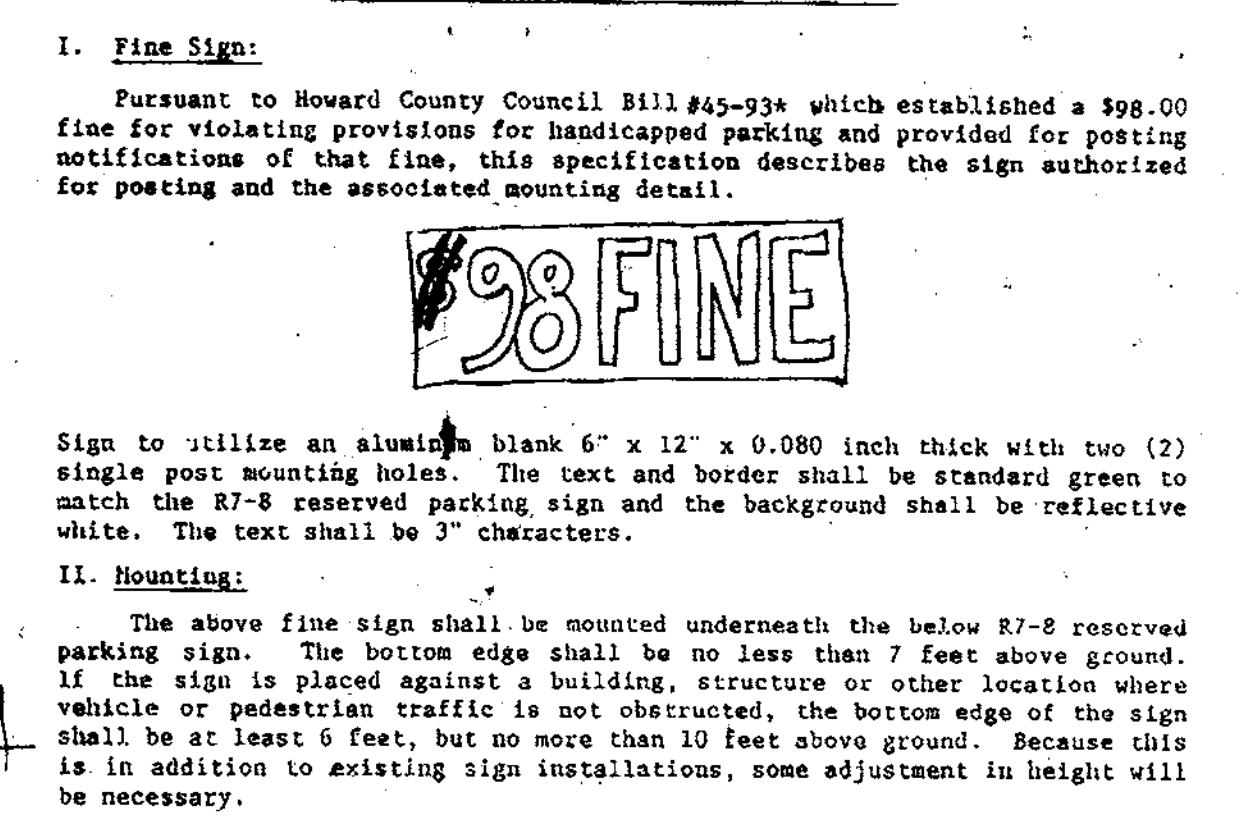 I. Fine Sign:
Pursuant to Howard County Council Bill #45-93* which established a $98.00
fine for violating provisions for handicapped parking and provided for posting
notifications of that fine, this specification describes the sign authorized
for posting and the associated mounting detail.
$98 FINE
Sign to utilize an aluminum blank 6" x 12" x 0.080 inch thick with two (2)
single post mounting holes. The text and border shall be standard green to
match the R7-8 reserved parking sign and the background shall be reflective
white. The text shall be 3" characters.
II. Mounting:
The above fine sign shall be mounted underneath the below R7-8 reserved
parking sign. The bottom edge shall be no less than 7 feet above ground.
If the sign is placed against a building, structure or other location where
vehicle or pedestrian traffic is not obstructed, the bottom edge of the sign
shall be at least 6 feet, but no more than 10 feet above ground. Because this
is in addition to existing sign installations, some adjustment in height will
be necessary.